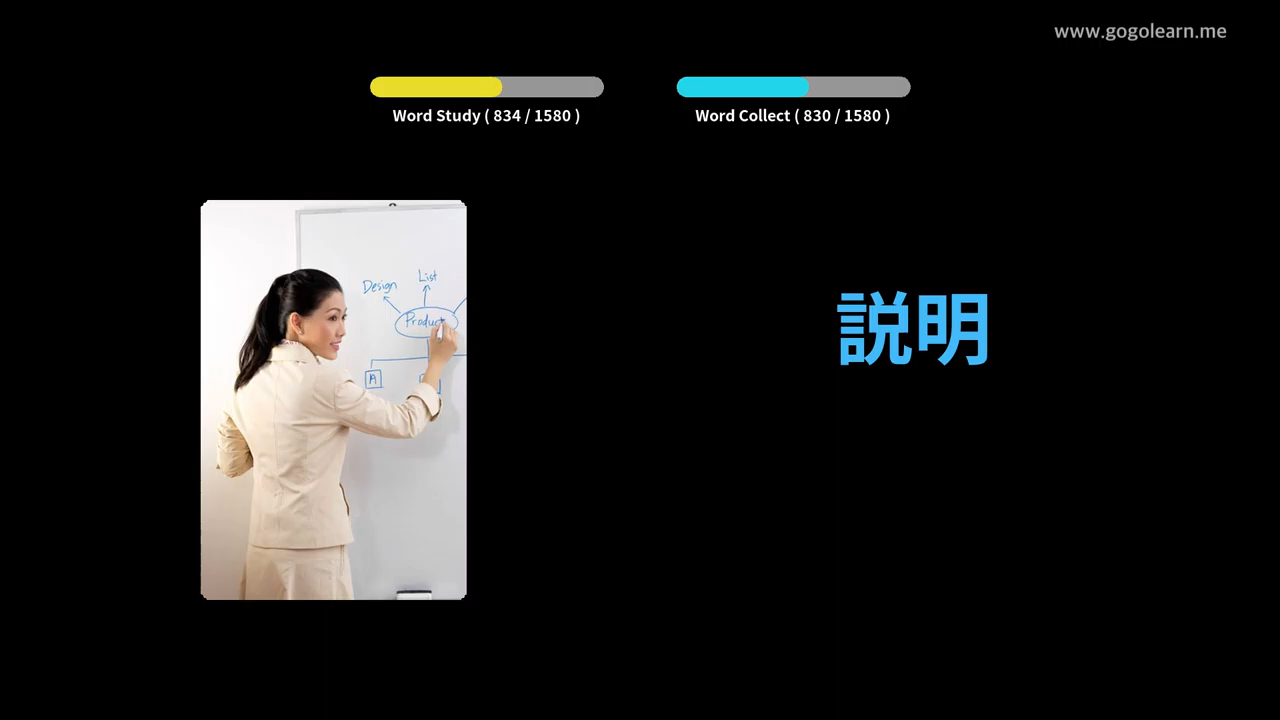 www.gogolearn.me
Word Study ( 834 / 1580 )
Word Collect ( 830 / 1580 )
List
Design
Product
A
説明